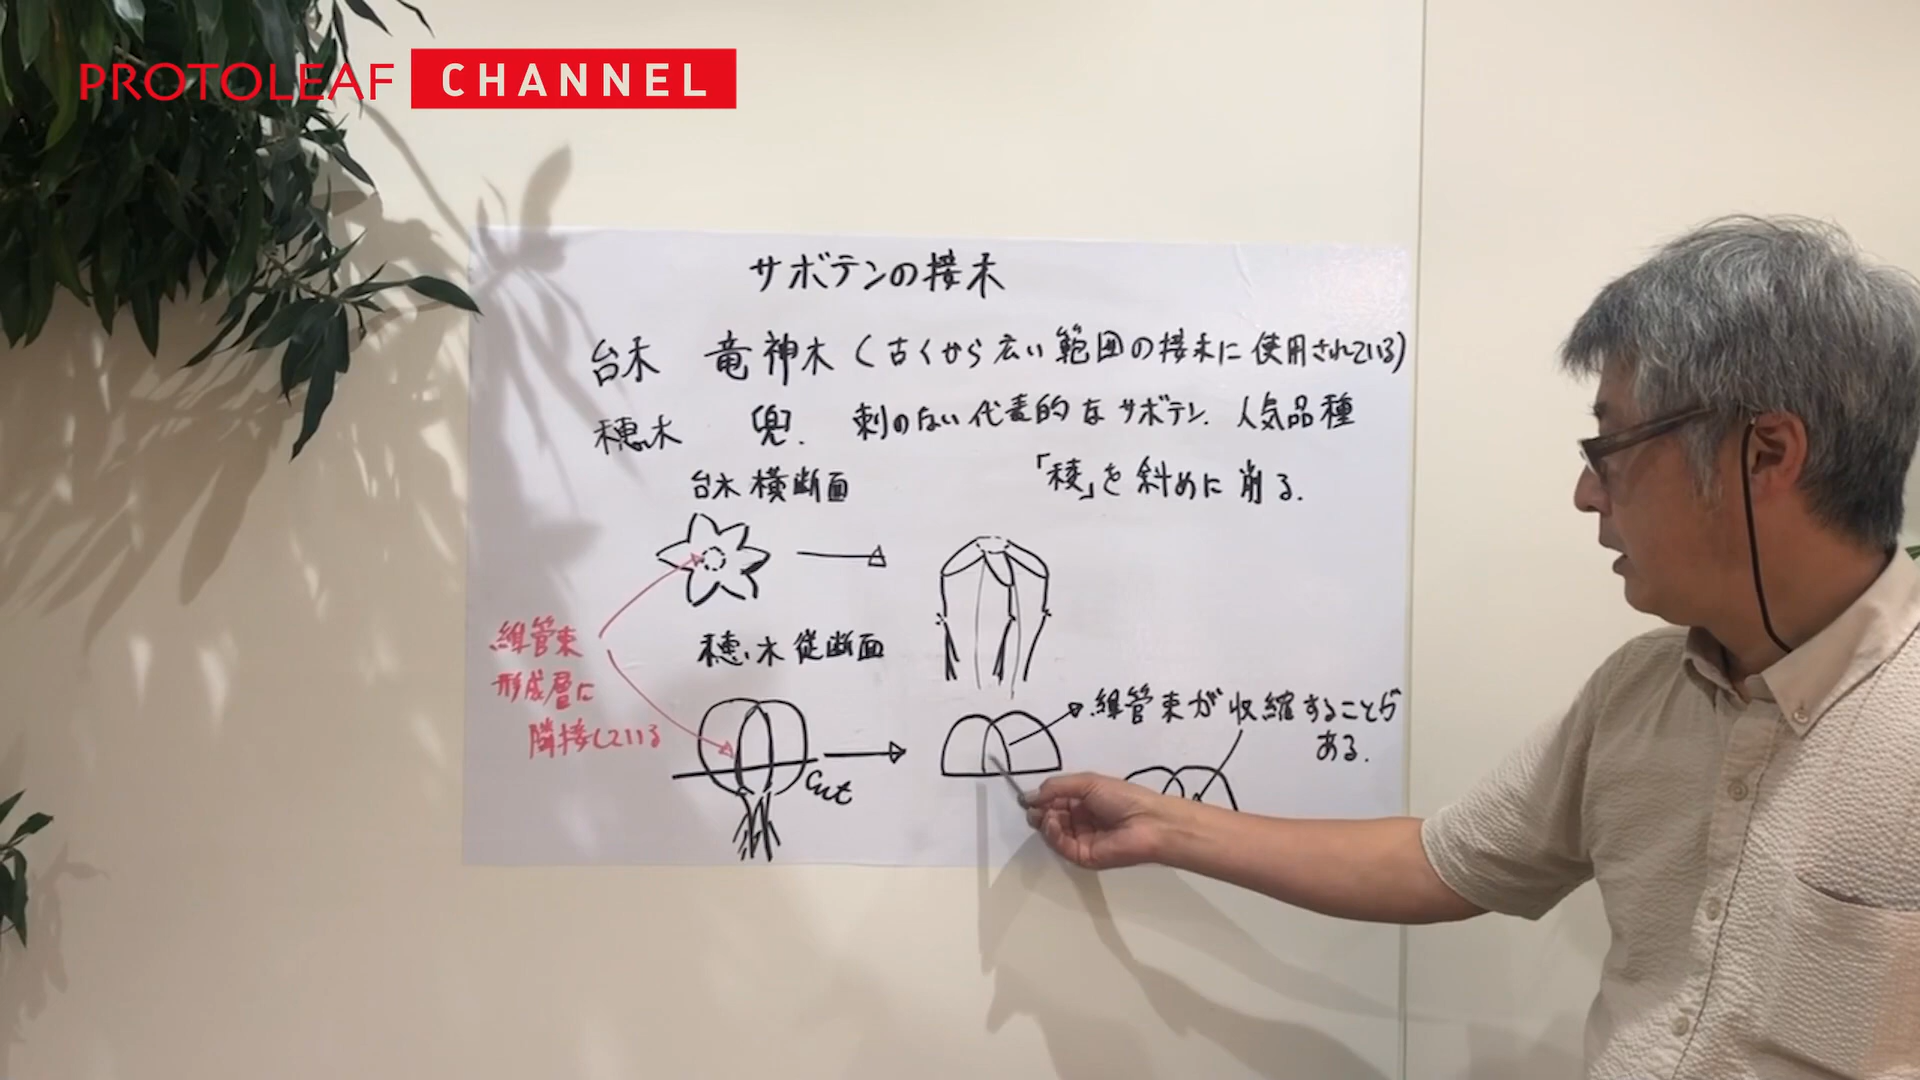 PROTOLEAF CHANNEL
サボテンの接木
台木 竜神木(古くから広い範囲の接木に使用されている)
穂木 「兜」. 刺のない代表的なサボテン. 人気品種
台木横断面
「稜」を斜めに削る.
維管束
形成層に
隣接している
穂木従断面
Cut
維管束が収縮することが
ある.